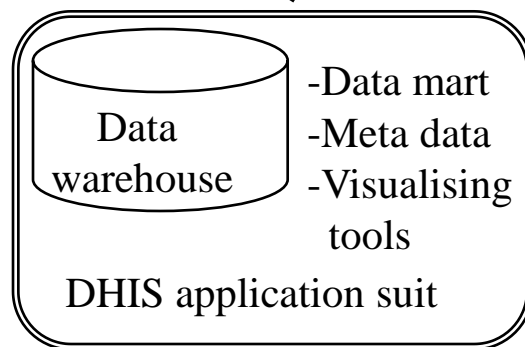 Data
warehouse
-Data mart
-Meta data
-Visualising
tools
DHIS application suit